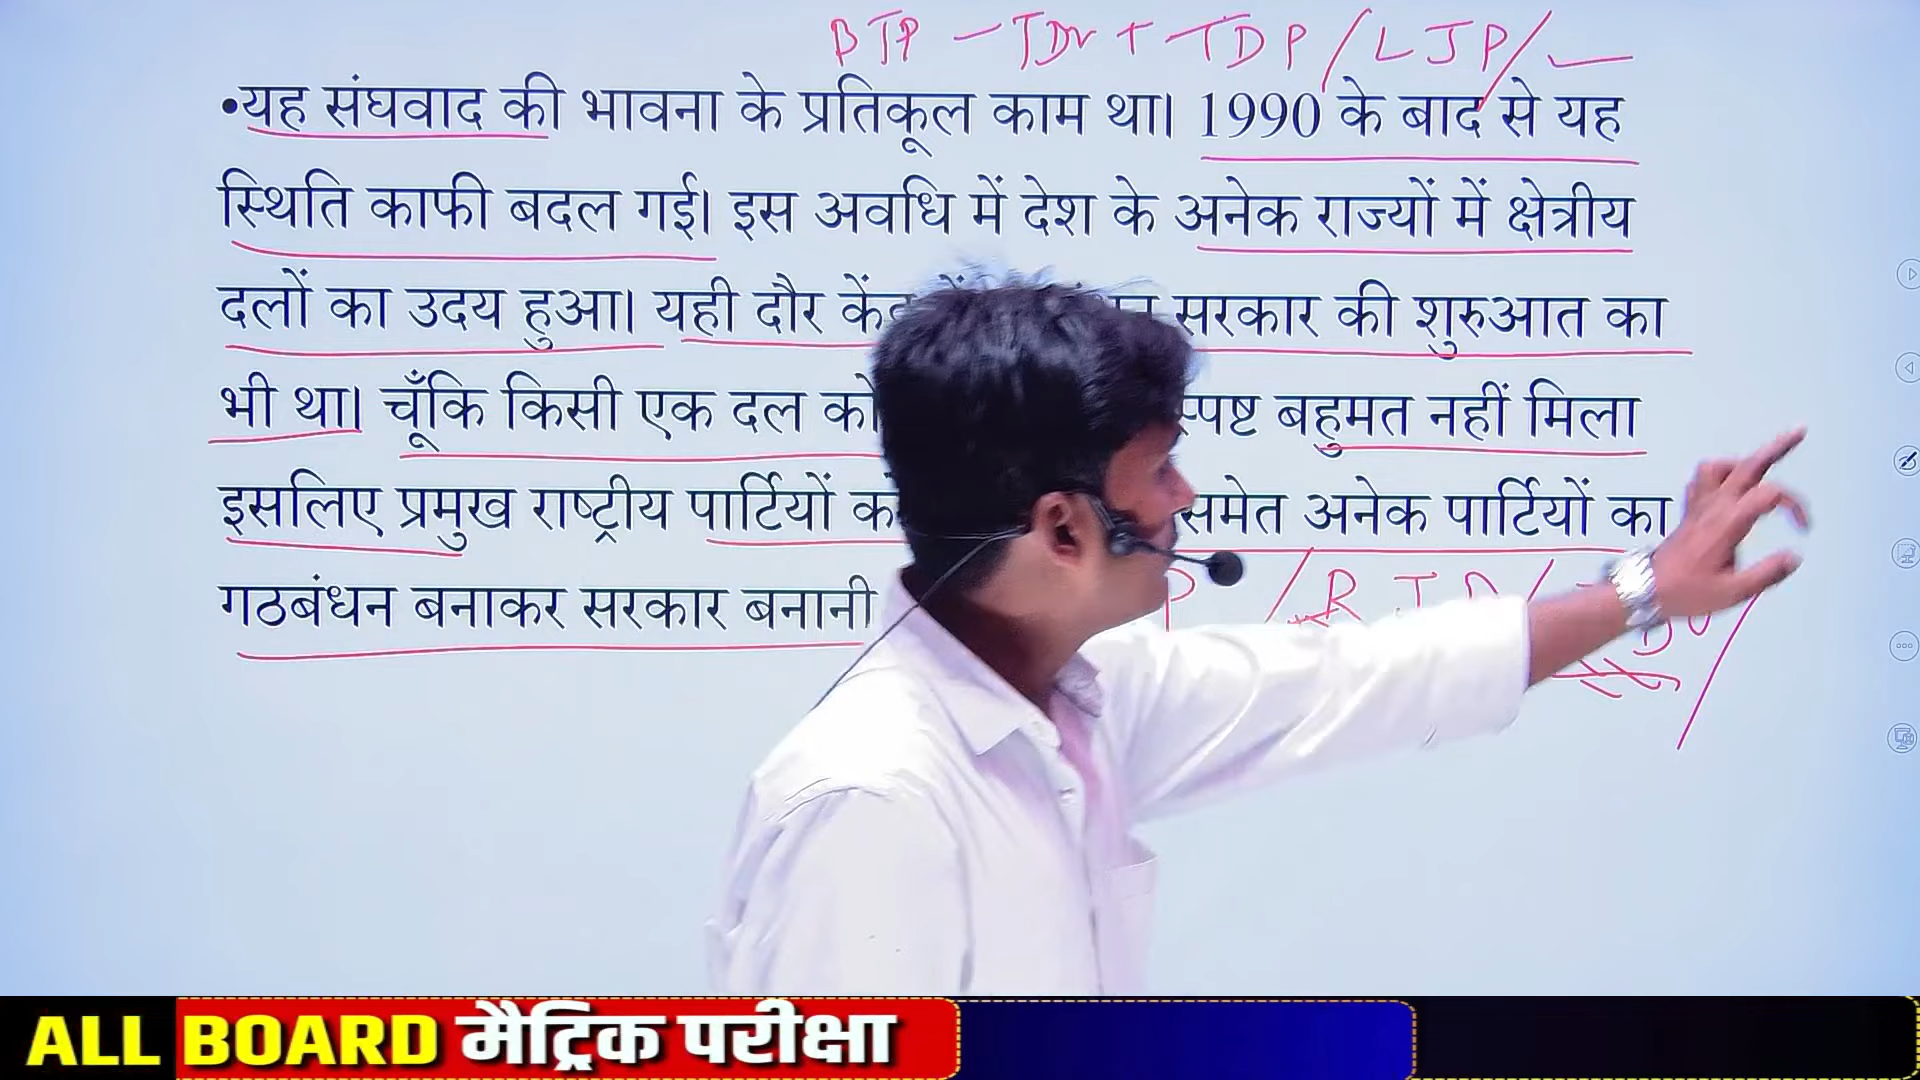 BJP – JDU + TDP / LJP /
•यह संघवाद की भावना के प्रतिकूल काम था। 1990 के बाद से यह
स्थिति काफी बदल गई। इस अवधि में देश के अनेक राज्यों में क्षेत्रीय
दलों का उदय हुआ। यही दौर सरकार की शुरुआत का
भी था। चूँकि किसी एक दल को बहुमत नहीं मिला
इसलिए प्रमुख राष्ट्रीय पार्टियों समेत अनेक पार्टियों का
गठबंधन बनाकर सरकार बनानी
ALL BOARD मैट्रिक परीक्षा